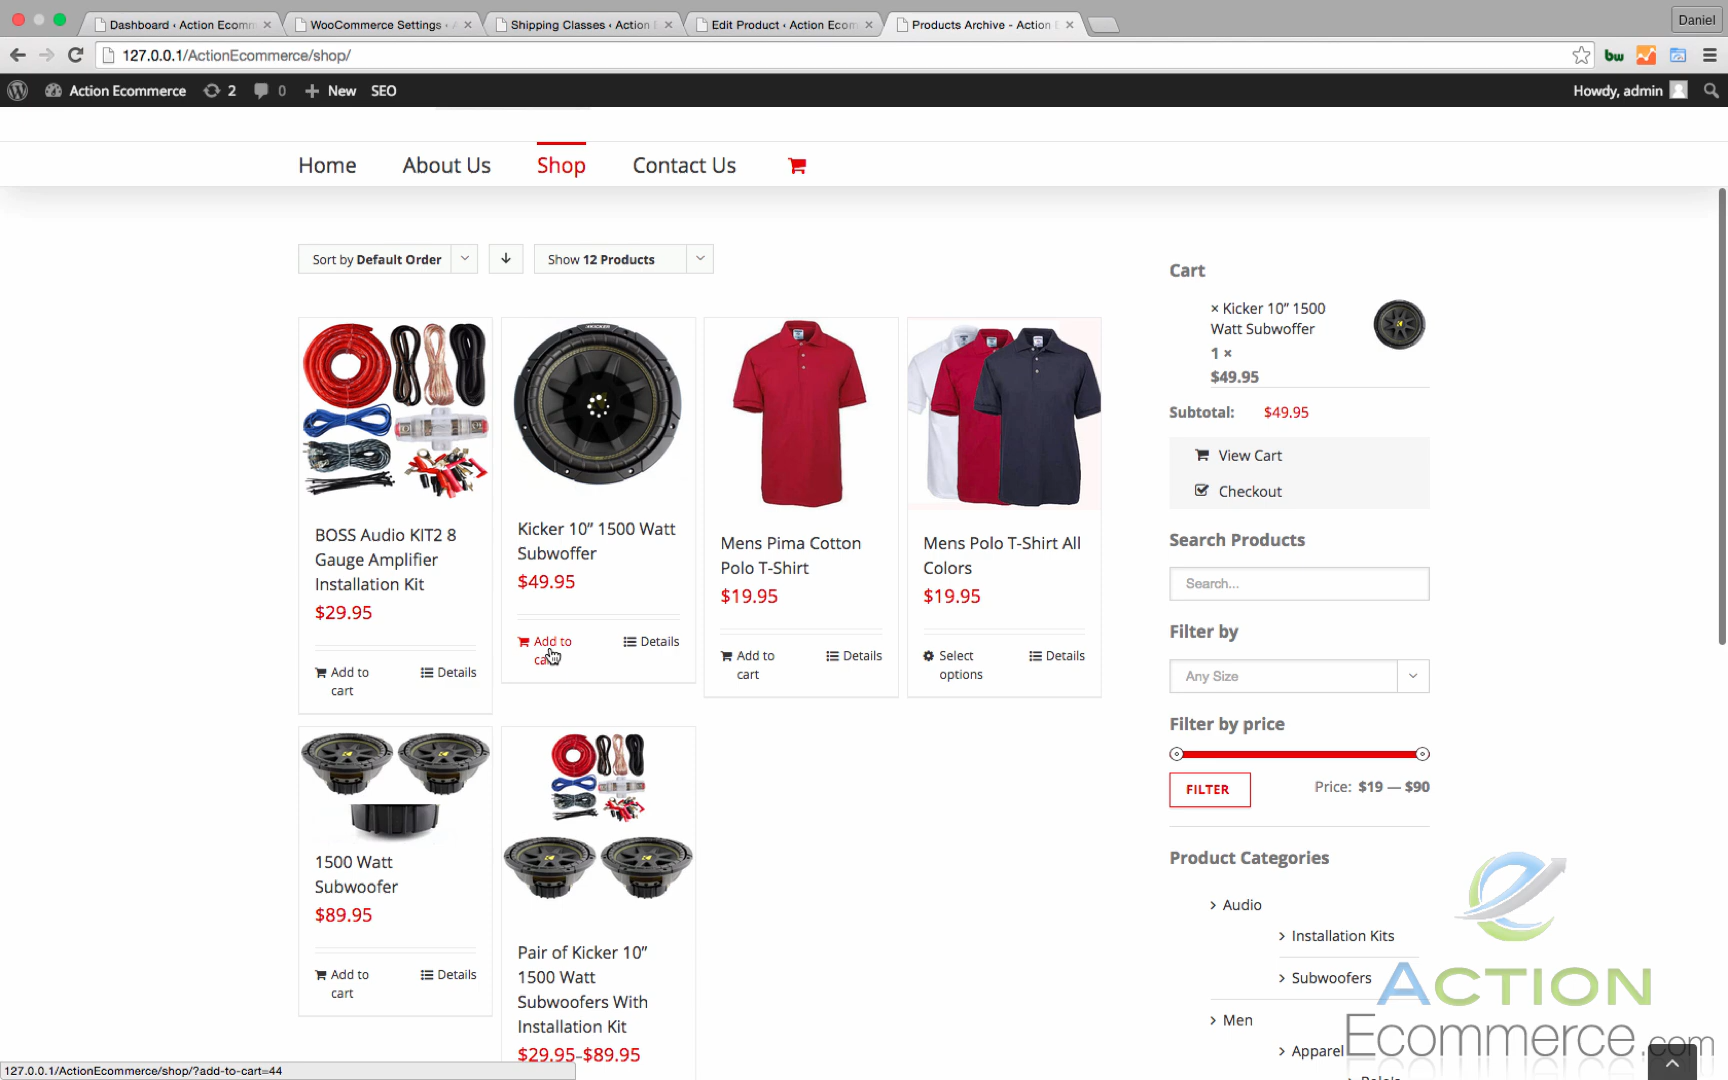 Dashboard ‹ Action Ecomm
WooCommerce Settings ‹
Shipping Classes ‹ Action
Edit Product ‹ Action Ecom
Products Archive - Action
Daniel
127.0.0.1/ActionEcommerce/shop/
bw
Action Ecommerce
2
0
New
SEO
Howdy, admin
Home
About Us
Shop
Contact Us
Sort by Default Order
Show 12 Products
BOSS Audio KIT2 8
Gauge Amplifier
Installation Kit
$29.95
Add to
cart
Details
KICKER
Kicker 10” 1500 Watt
Subwoffer
$49.95
Add to
Details
Mens Pima Cotton
Polo T-Shirt
$19.95
Add to
cart
Details
Mens Polo T-Shirt All
Colors
$19.95
Select
options
Details
1500 Watt
Subwoofer
$89.95
Add to
cart
Details
Pair of Kicker 10”
1500 Watt
Subwoofers With
Installation Kit
$29.95–$89.95
Cart
× Kicker 10” 1500
Watt Subwoffer
1 ×
$49.95
Subtotal: $49.95
View Cart
Checkout
Search Products
Search...
Filter by
Any Size
Filter by price
FILTER
Price: $19 — $90
Product Categories
Audio
Installation Kits
Subwoofers
Men
Apparel
ACTION
Ecommerce.com
127.0.0.1/ActionEcommerce/shop/?add-to-cart=44